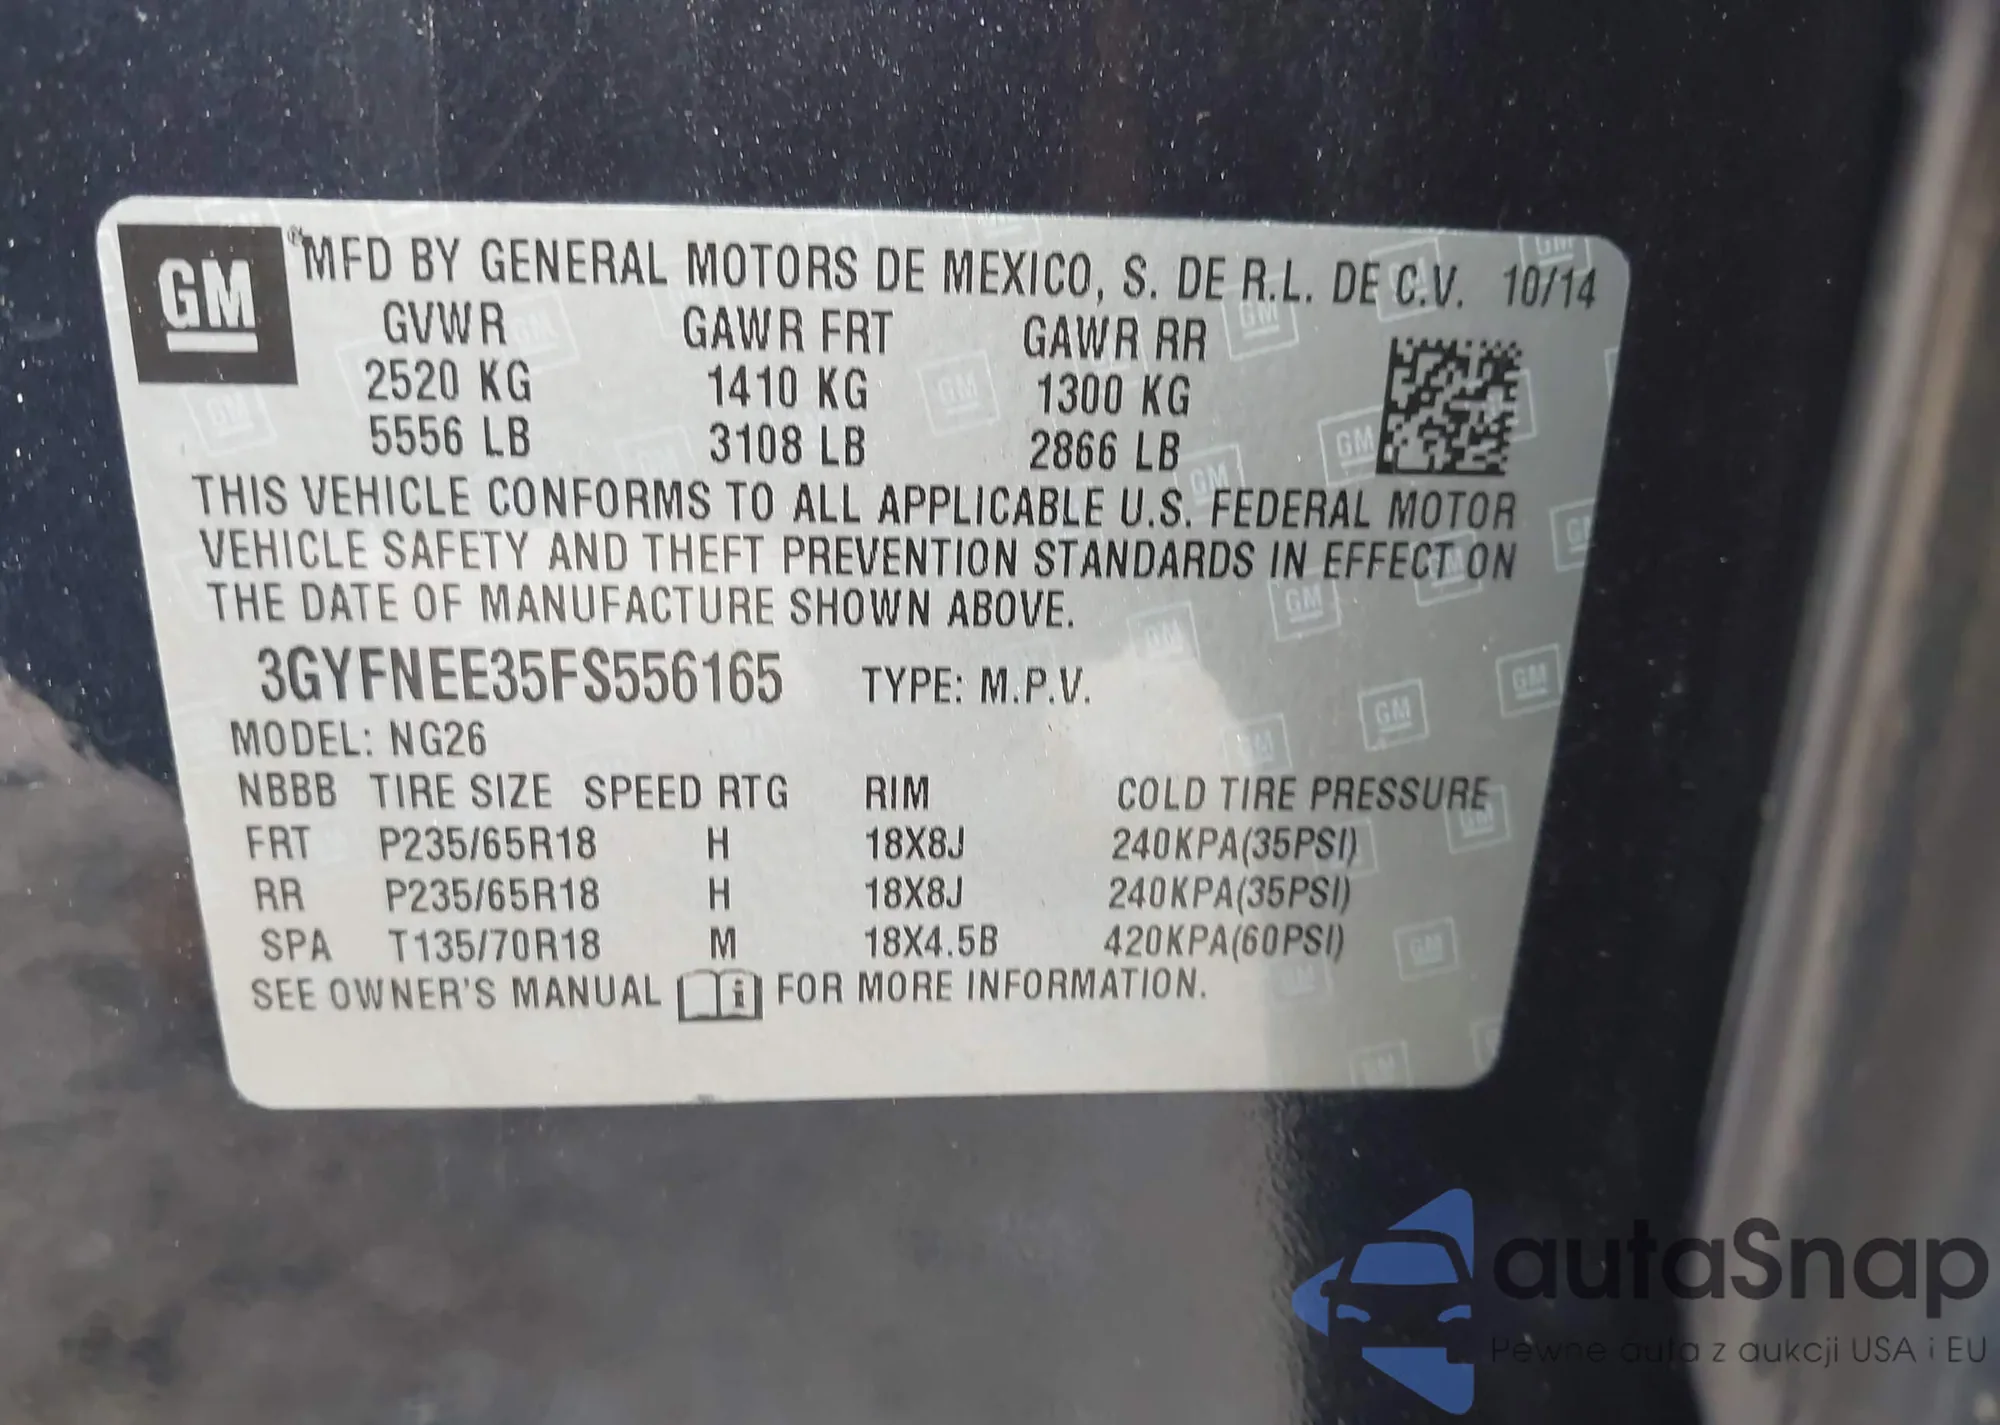 GM
®MFD BY GENERAL MOTORS DE MEXICO, S. DE R.L. DE C.V. 10/14
GVWR GAWR FRT GAWR RR
2520 KG 1410 KG 1300 KG
5556 LB 3108 LB 2866 LB
THIS VEHICLE CONFORMS TO ALL APPLICABLE U.S. FEDERAL MOTOR
VEHICLE SAFETY AND THEFT PREVENTION STANDARDS IN EFFECT ON
THE DATE OF MANUFACTURE SHOWN ABOVE.
3GYFNEE35FS556165 TYPE: M.P.V.
MODEL: NG26
NBBB TIRE SIZE SPEED RTG RIM COLD TIRE PRESSURE
FRT P235/65R18 H 18X8J 240KPA(35PSI)
RR P235/65R18 H 18X8J 240KPA(35PSI)
SPA T135/70R18 M 18X4.5B 420KPA(60PSI)
SEE OWNER'S MANUAL i FOR MORE INFORMATION.
autaSnap
Pewne auta z aukcji USA i EU